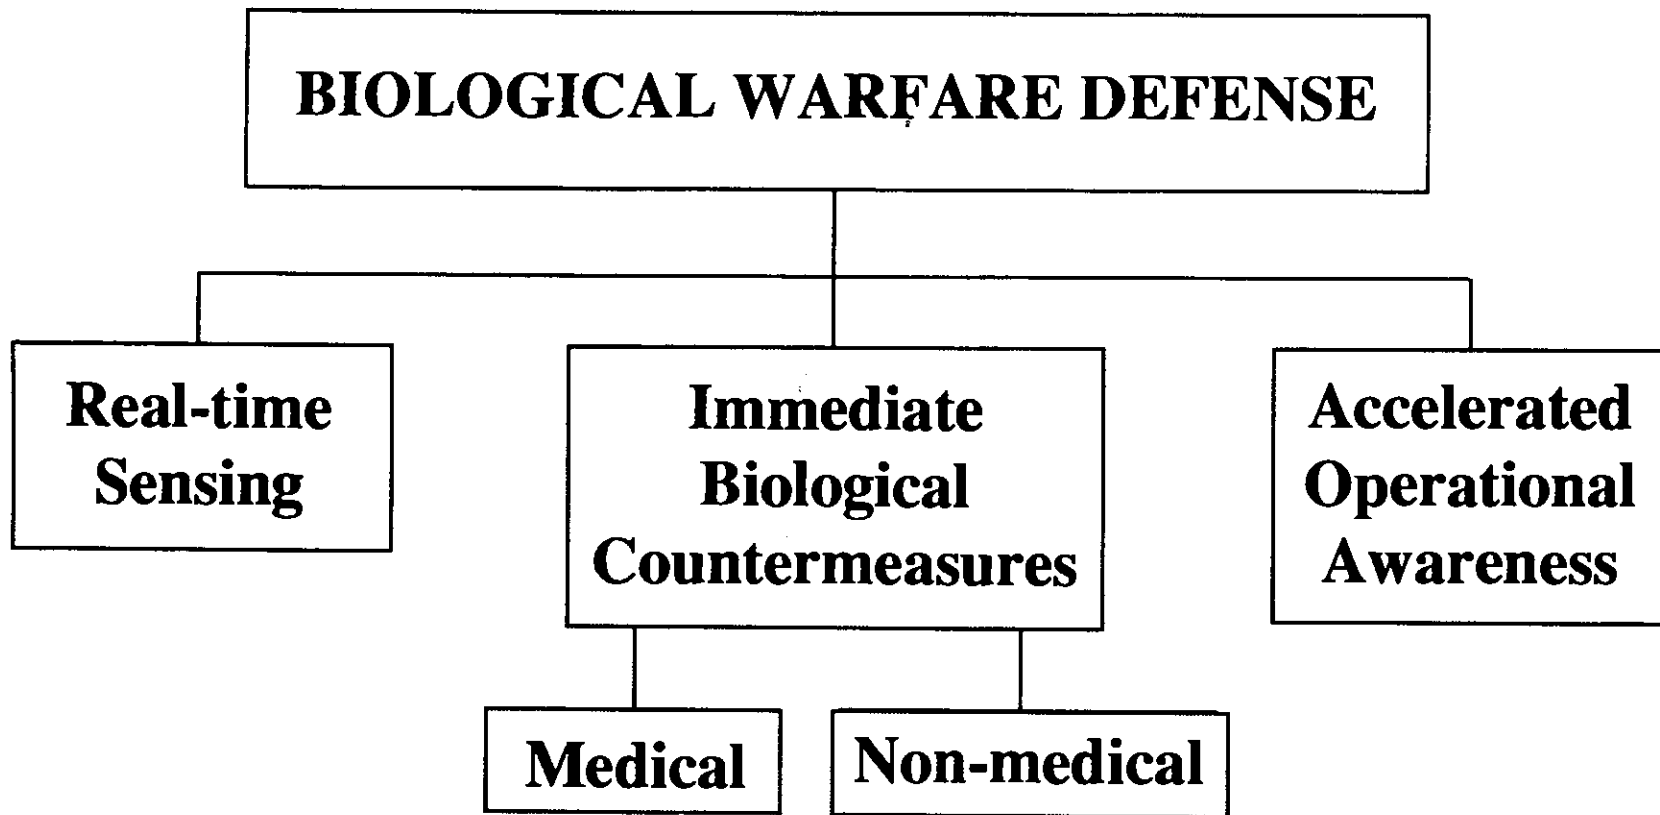 BIOLOGICAL WARFARE DEFENSE
Real-time
Sensing
Immediate
Biological
Countermeasures
Accelerated
Operational
Awareness
Medical
Non-medical